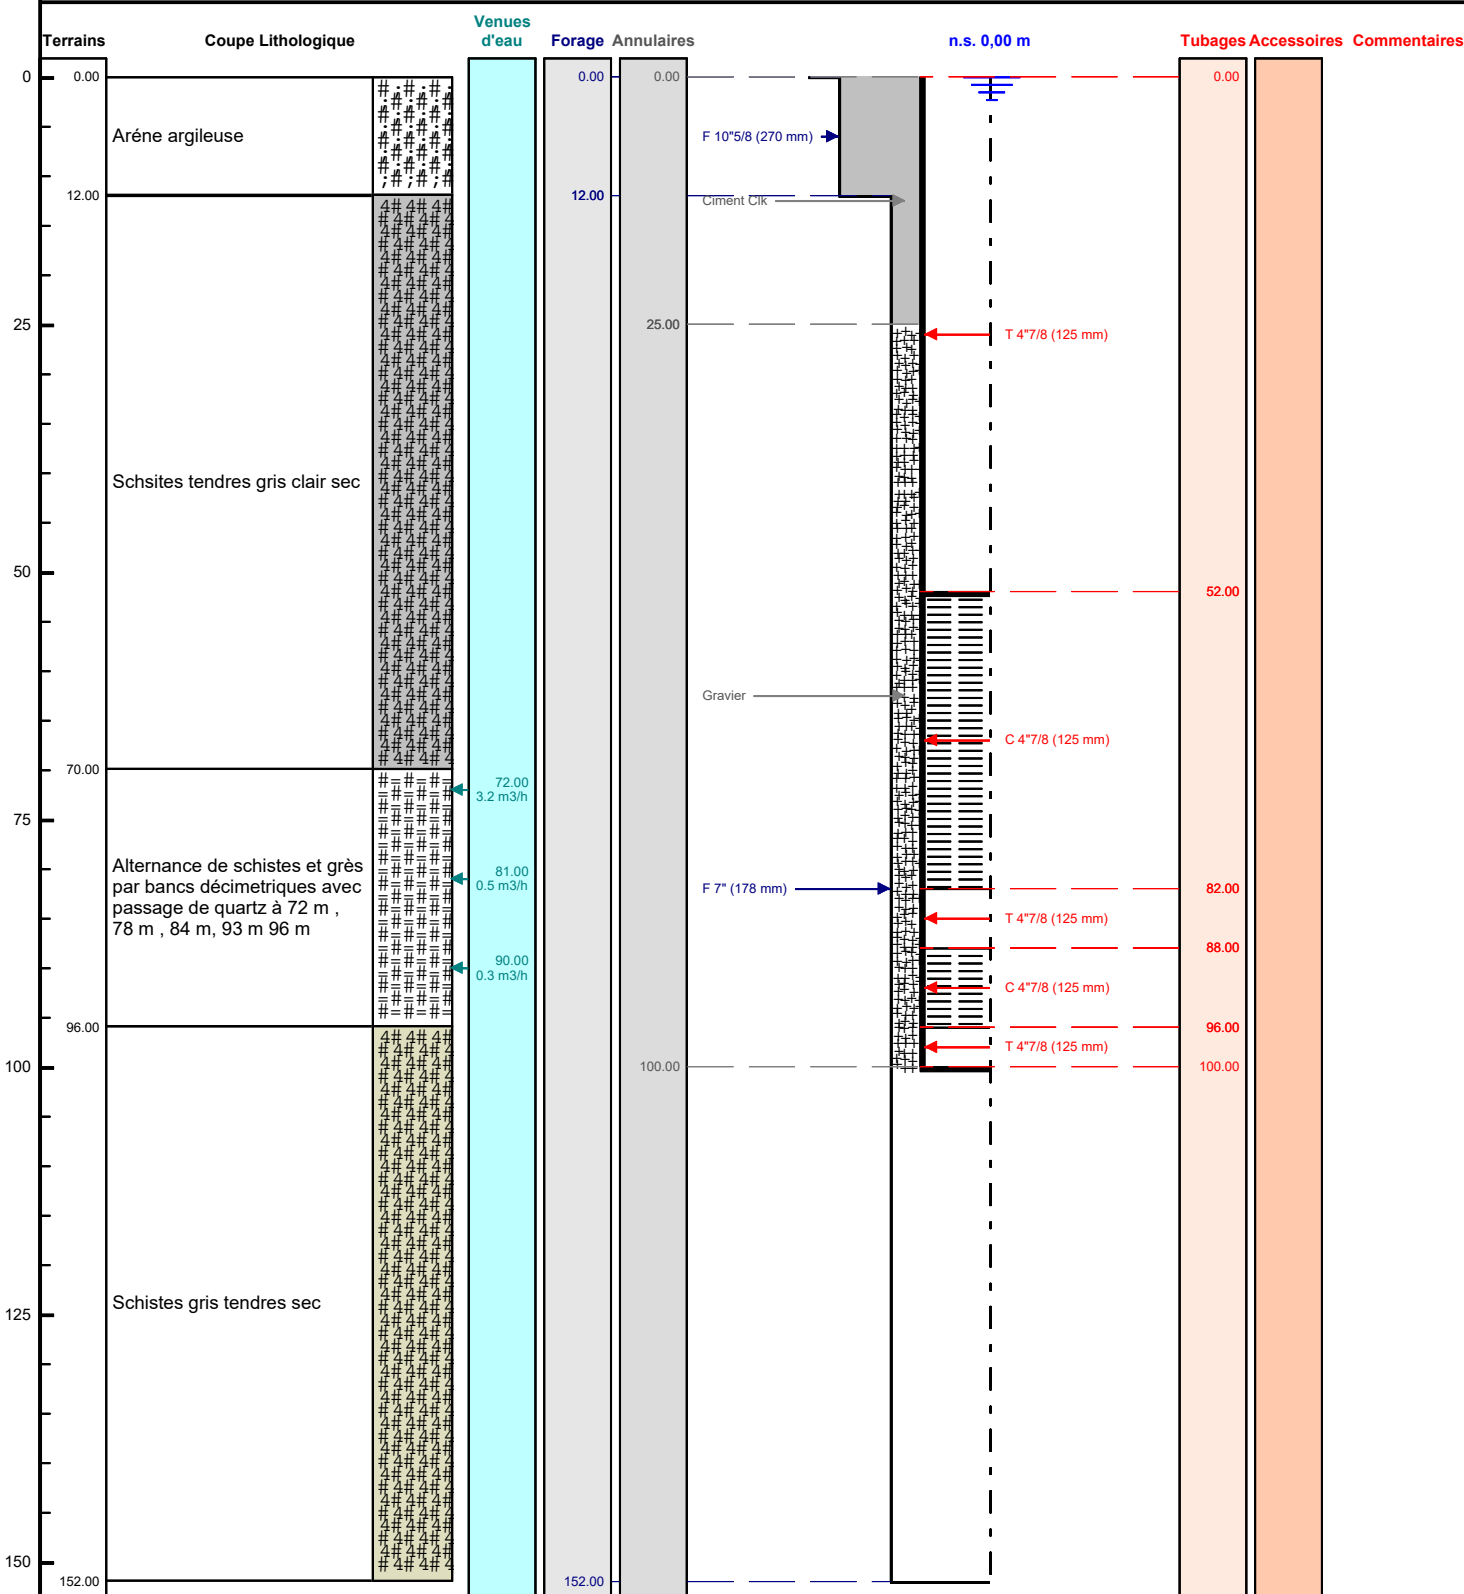 Venues
Terrains Coupe Lithologique d'eau Forage Annulaires n.s. 0,00 m Tubages Accessoires Commentaires
0 0.00 0.00 0.00 0.00
Aréne argileuse F 10"5/8 (270 mm)
12.00 12.00
Ciment Clk
25 25.00
T 4"7/8 (125 mm)
Schsites tendres gris clair sec
50
52.00
Gravier
C 4"7/8 (125 mm)
70.00
72.00
3.2 m3/h
75
Alternance de schistes et grès
par bancs décimetriques avec
passage de quartz à 72 m ,
78 m , 84 m, 93 m 96 m
81.00
0.5 m3/h
F 7" (178 mm) 82.00
T 4"7/8 (125 mm)
88.00
90.00
0.3 m3/h
C 4"7/8 (125 mm)
96.00 96.00
T 4"7/8 (125 mm)
100 100.00 100.00
Schistes gris tendres sec
125
150
152.00 152.00